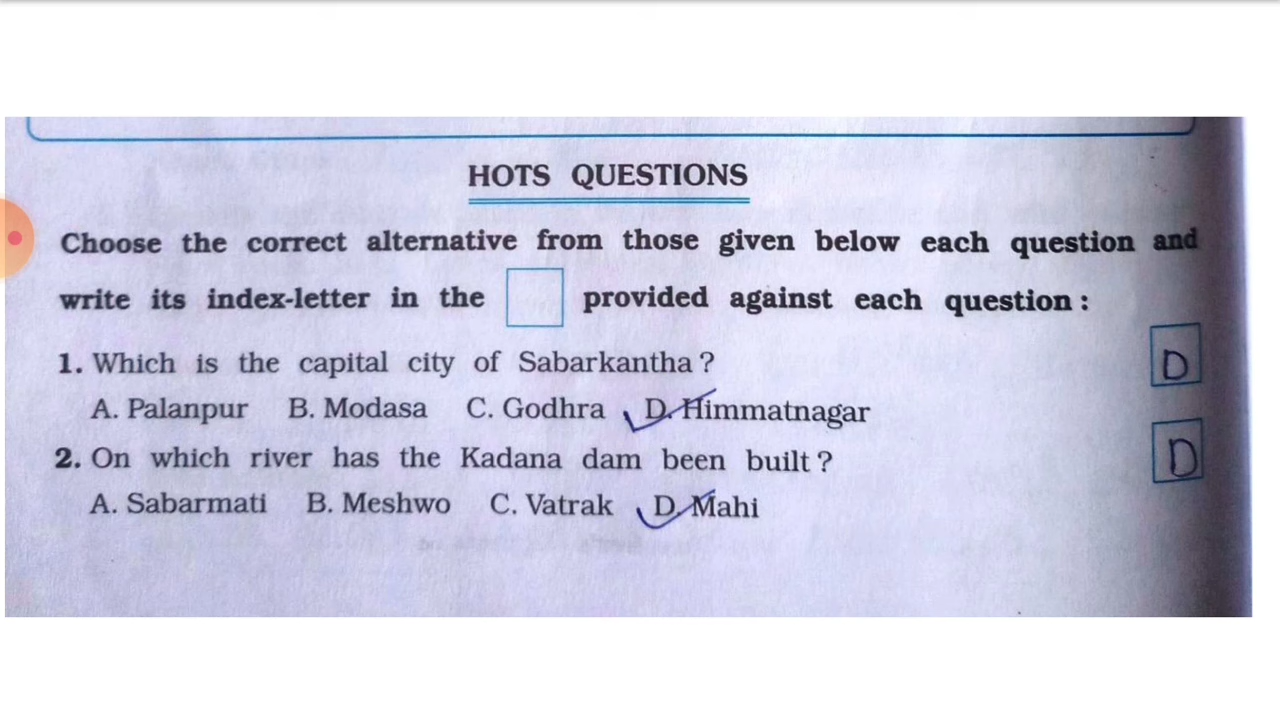 HOTS QUESTIONS
Choose the correct alternative from those given below each question and
write its index-letter in the provided against each question :
1. Which is the capital city of Sabarkantha ? D
A. Palanpur B. Modasa C. Godhra D. Himmatnagar
2. On which river has the Kadana dam been built ? D
A. Sabarmati B. Meshwo C. Vatrak D. Mahi